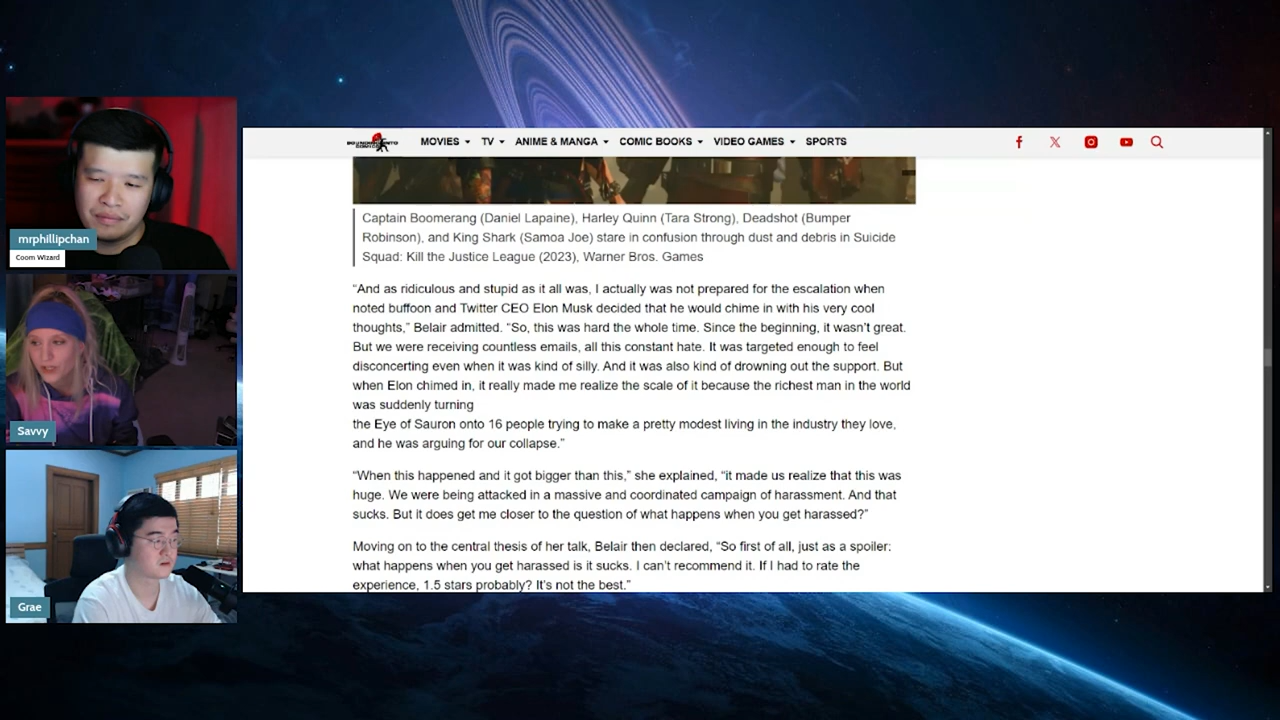 MOVIES TV ANIME & MANGA COMIC BOOKS VIDEO GAMES SPORTS
Captain Boomerang (Daniel Lapaine), Harley Quinn (Tara Strong), Deadshot (Bumper
Robinson), and King Shark (Samoa Joe) stare in confusion through dust and debris in Suicide
Squad: Kill the Justice League (2023), Warner Bros. Games
“And as ridiculous and stupid as it all was, I actually was not prepared for the escalation when
noted buffoon and Twitter CEO Elon Musk decided that he would chime in with his very cool
thoughts,” Belair admitted. “So, this was hard the whole time. Since the beginning, it wasn’t great.
But we were receiving countless emails, all this constant hate. It was targeted enough to feel
disconcerting even when it was kind of silly. And it was also kind of drowning out the support. But
when Elon chimed in, it really made me realize the scale of it because the richest man in the world
was suddenly turning
the Eye of Sauron onto 16 people trying to make a pretty modest living in the industry they love,
and he was arguing for our collapse.”
“When this happened and it got bigger than this,” she explained, “it made us realize that this was
huge. We were being attacked in a massive and coordinated campaign of harassment. And that
sucks. But it does get me closer to the question of what happens when you get harassed?”
Moving on to the central thesis of her talk, Belair then declared, “So first of all, just as a spoiler:
what happens when you get harassed is it sucks. I can’t recommend it. If I had to rate the
experience, 1.5 stars probably? It’s not the best.”
mrphillipchan
Coom Wizard
Savvy
Grae